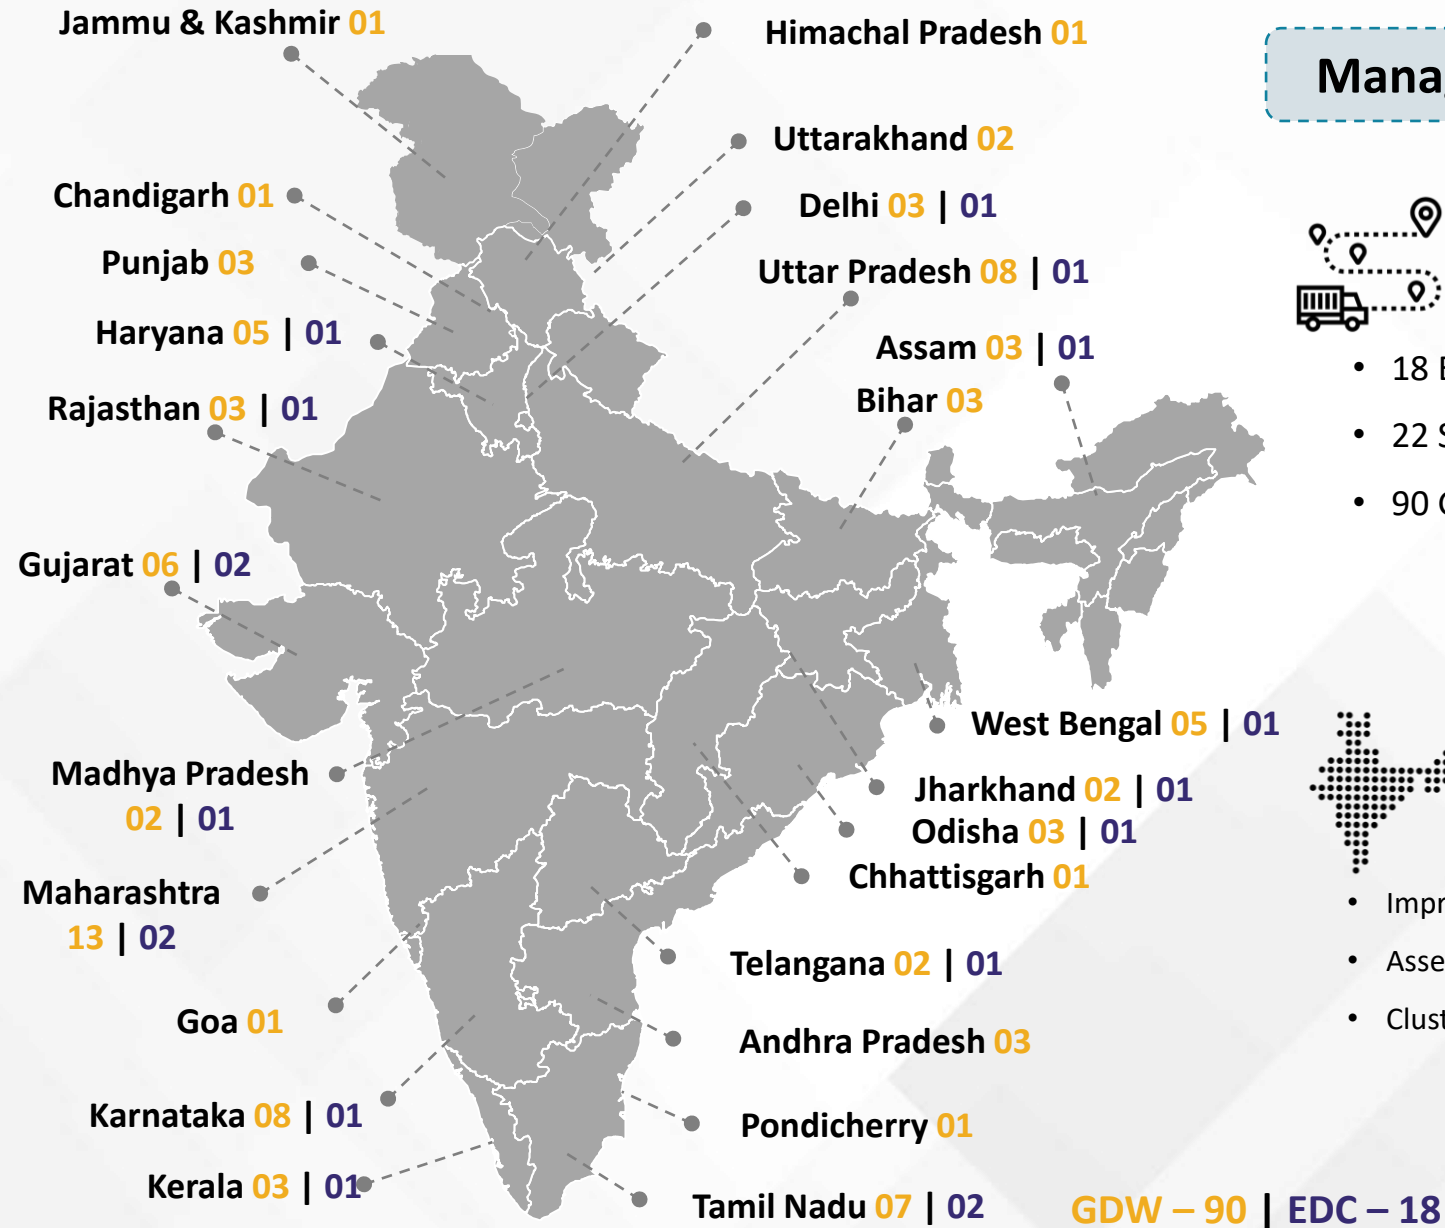 Jammu & Kashmir 01
Himachal Pradesh 01
Uttarakhand 02
Chandigarh 01
Delhi 03 | 01
Punjab 03
Uttar Pradesh 08 | 01
Haryana 05 | 01
Assam 03 | 01
Bihar 03
Rajasthan 03 | 01
Gujarat 06 | 02
West Bengal 05 | 01
Madhya Pradesh
02 | 01
Jharkhand 02 | 01
Odisha 03 | 01
Chhattisgarh 01
Maharashtra
13 | 02
Telangana 02 | 01
Goa 01
Andhra Pradesh 03
Karnataka 08 | 01
Pondicherry 01
Kerala 03 | 01
Tamil Nadu 07 | 02
GDW – 90 | EDC – 18
• 18
• 22
• 90